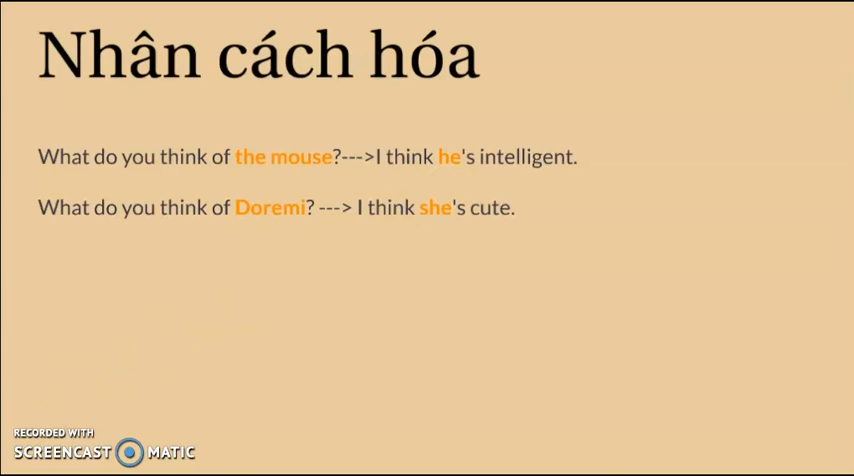 Nhân cách hóa
What do you think of the mouse?--->I think he's intelligent.
What do you think of Doremi? ---> I think she's cute.
RECORDED WITH
SCREENCAST MATIC